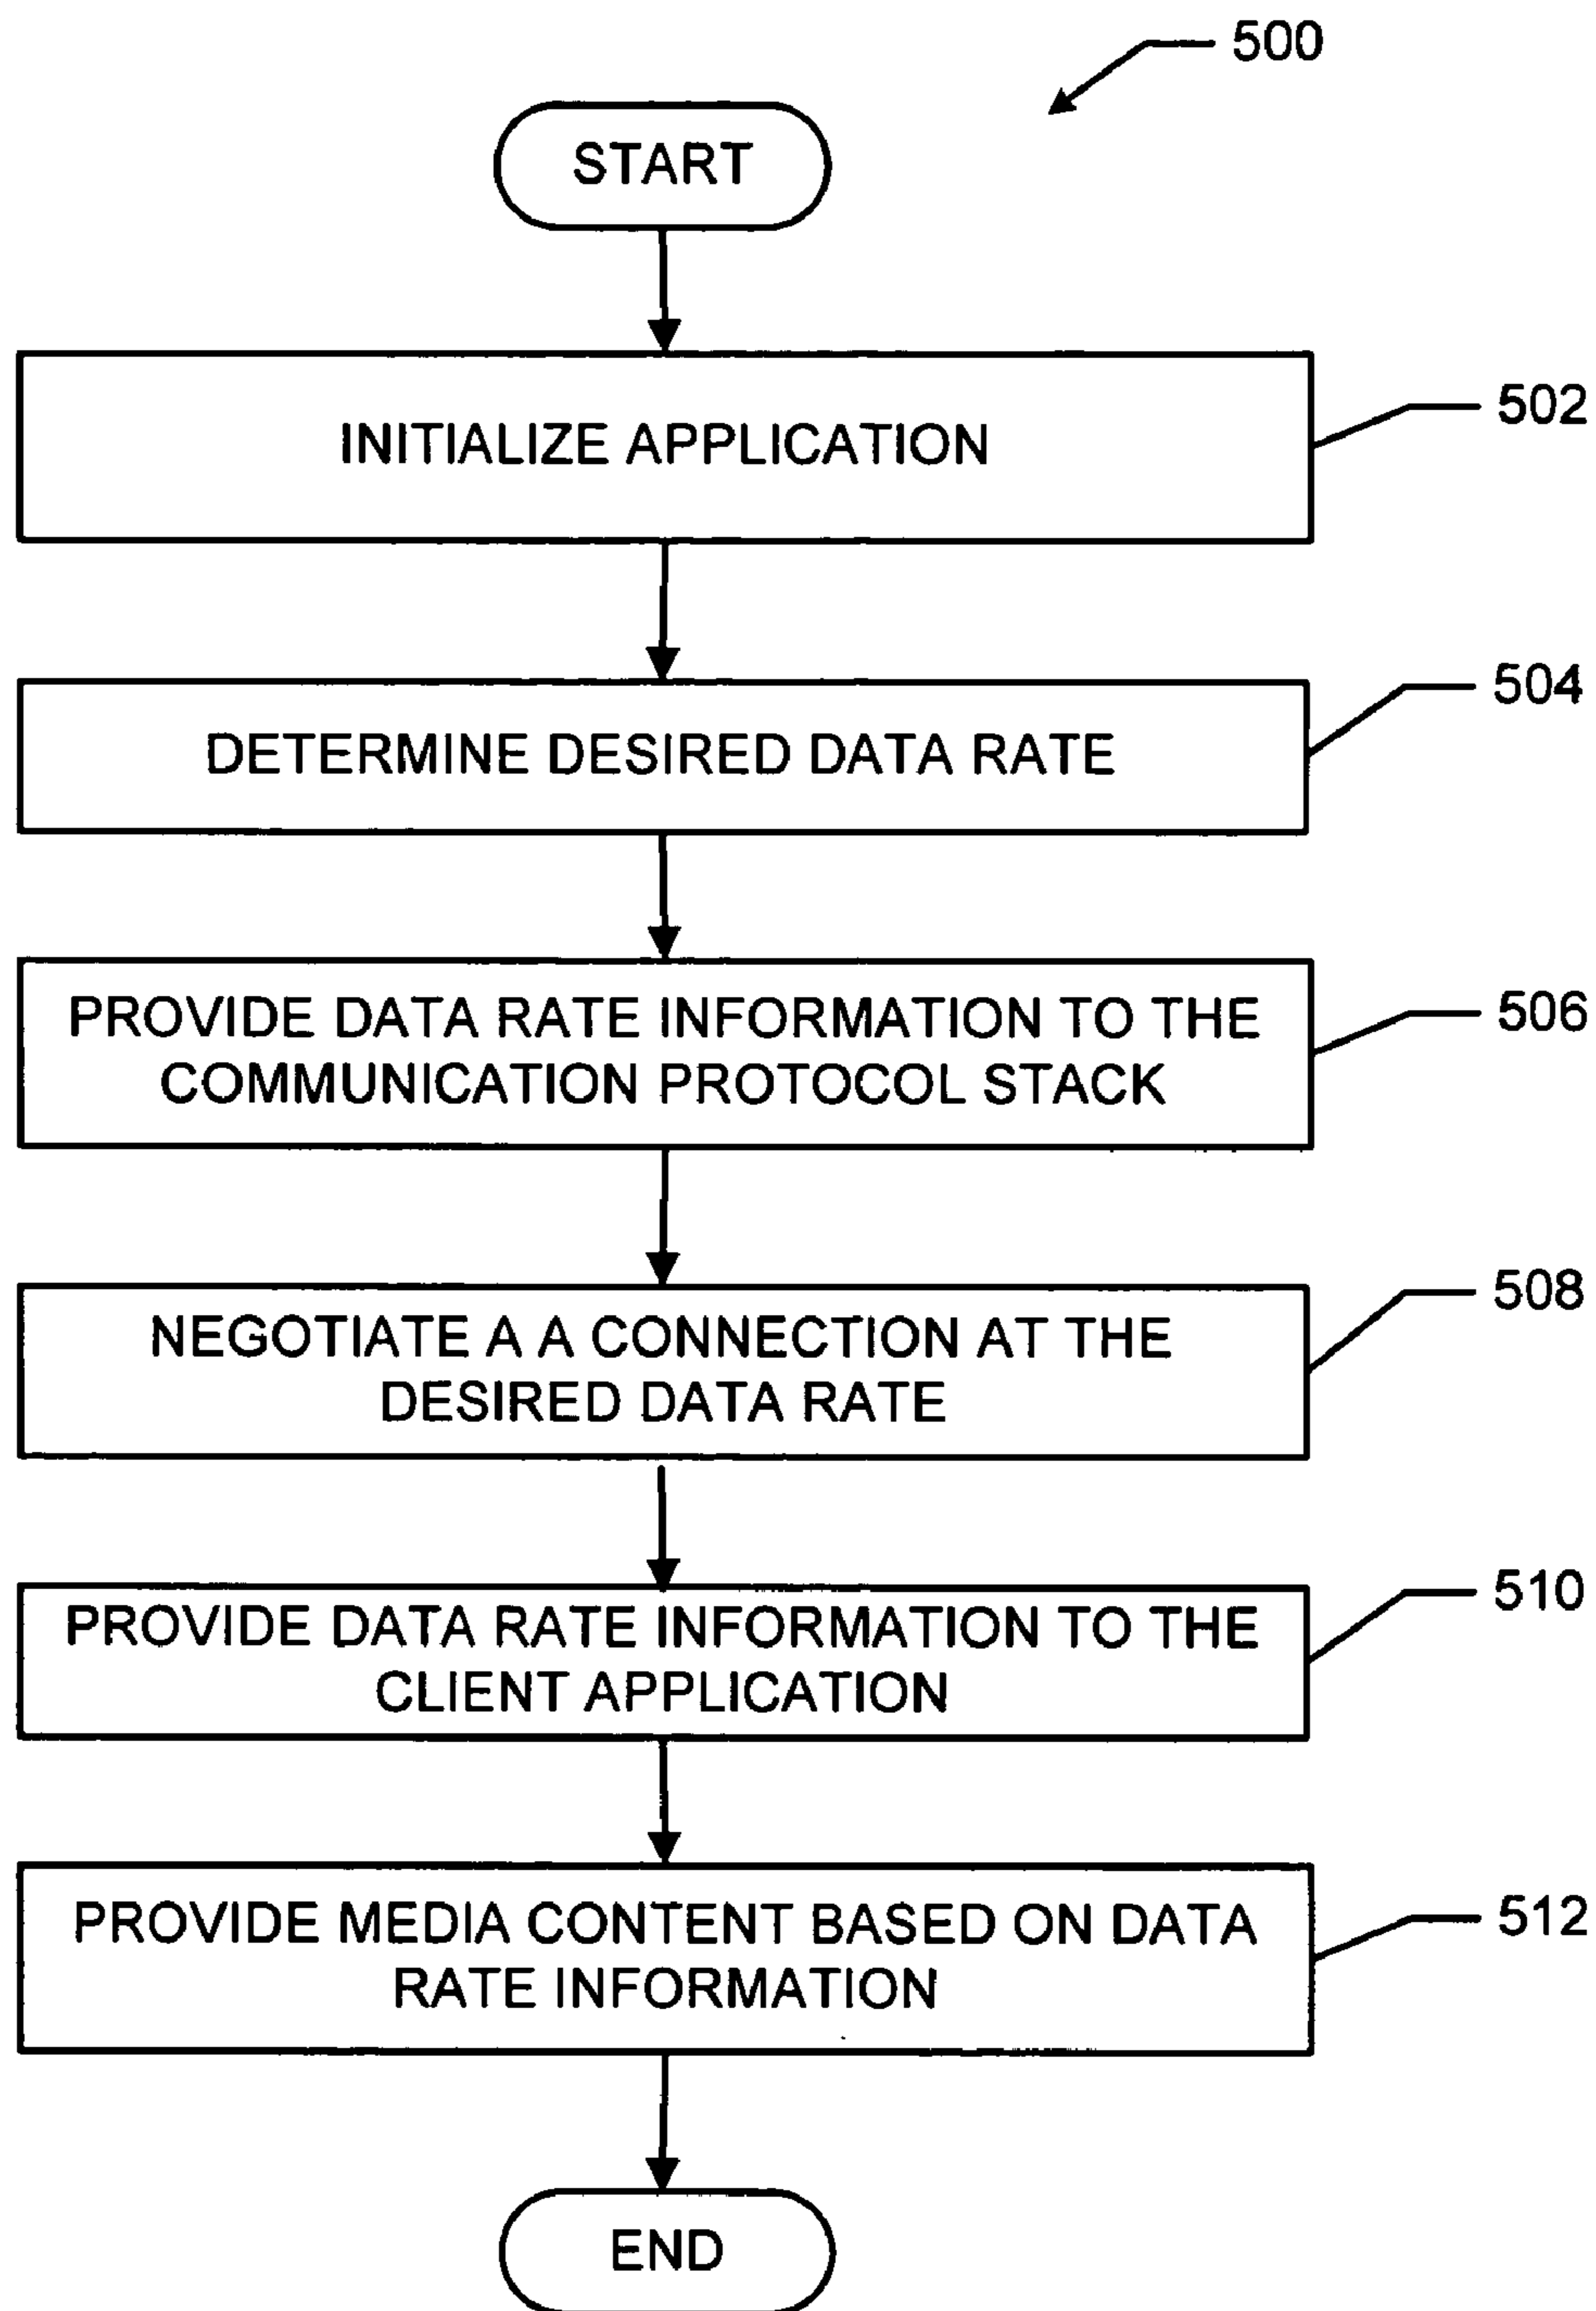 500
START
INITIALIZE APPLICATION
502
DETERMINE DESIRED DATA RATE
504
PROVIDE DATA RATE INFORMATION TO THE
COMMUNICATION PROTOCOL STACK
506
NEGOTIATE A A CONNECTION AT THE
DESIRED DATA RATE
508
PROVIDE DATA RATE INFORMATION TO THE
CLIENT APPLICATION
510
PROVIDE MEDIA CONTENT BASED ON DATA
RATE INFORMATION
512
END